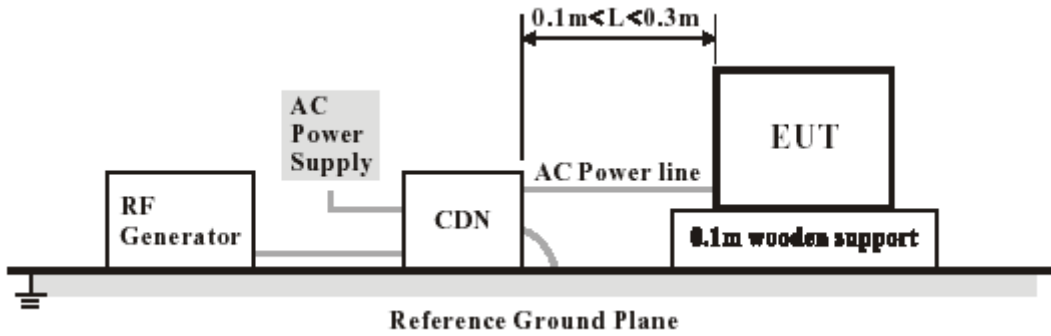 0.1m<L<0.3m
AC
Power
Supply
EUT
AC Power line
RF
Generator
CDN
0.1m wooden support
Reference Ground Plane